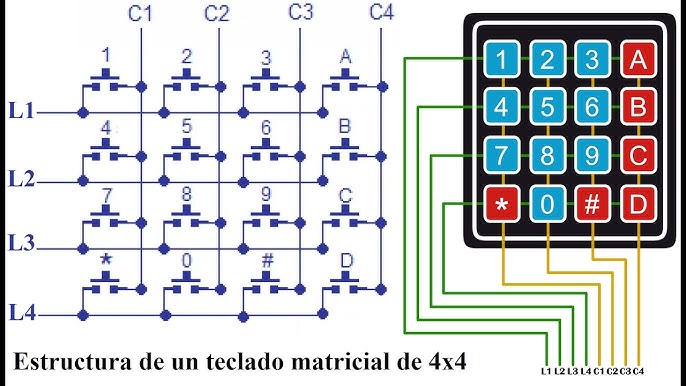 C1 C2 C3 C4
1 2 3 A
L1
4 5 6 B
L2
7 8 9 C
L3
* 0 # D
L4
Estructura de un teclado matricial de 4x4
1 2 3 A
4 5 6 B
7 8 9 C
* 0 # D
L1 L2 L3 L4 C1 C2 C3 C4